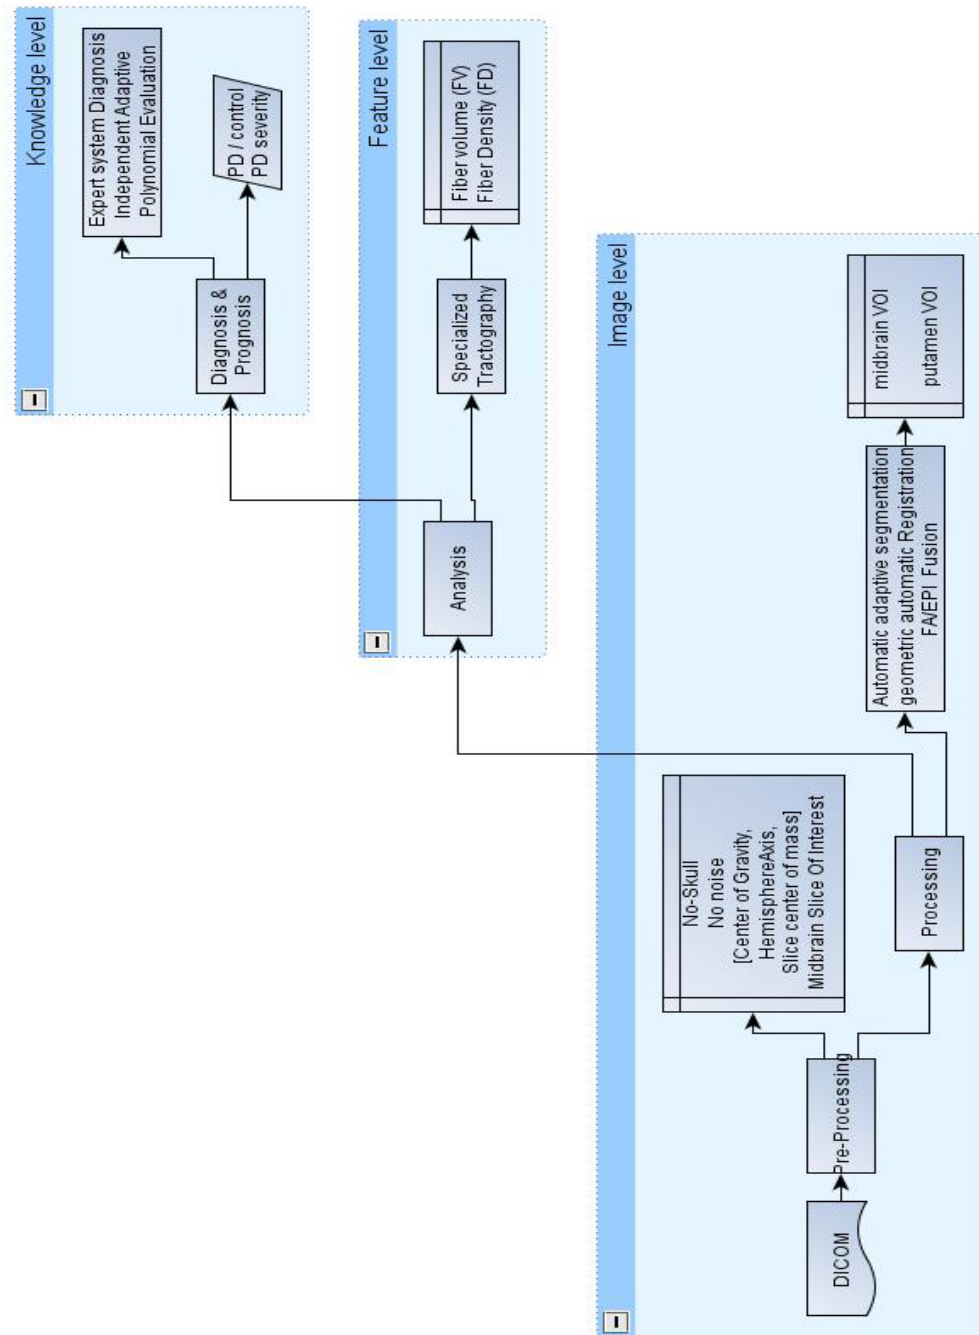 Knowledge level
Expert system Diagnosis
Independent Adaptive
Polynomial Evaluation
PD / control
PD severity
Diagnosis &
Prognosis
Feature level
Fiber volume (FV)
Fiber Density (FD)
Specialized
Tractography
Analysis
Image level
midbrain VOI
putamen VOI
Automatic adaptive segmentation
geometric automatic Registration
FA/EPI Fusion
No-Skull
No noise
[Center of Gravity,
HemisphereAxis,
Slice center of mass]
Midbrain Slice Of Interest
Processing
Pre-Processing
DICOM